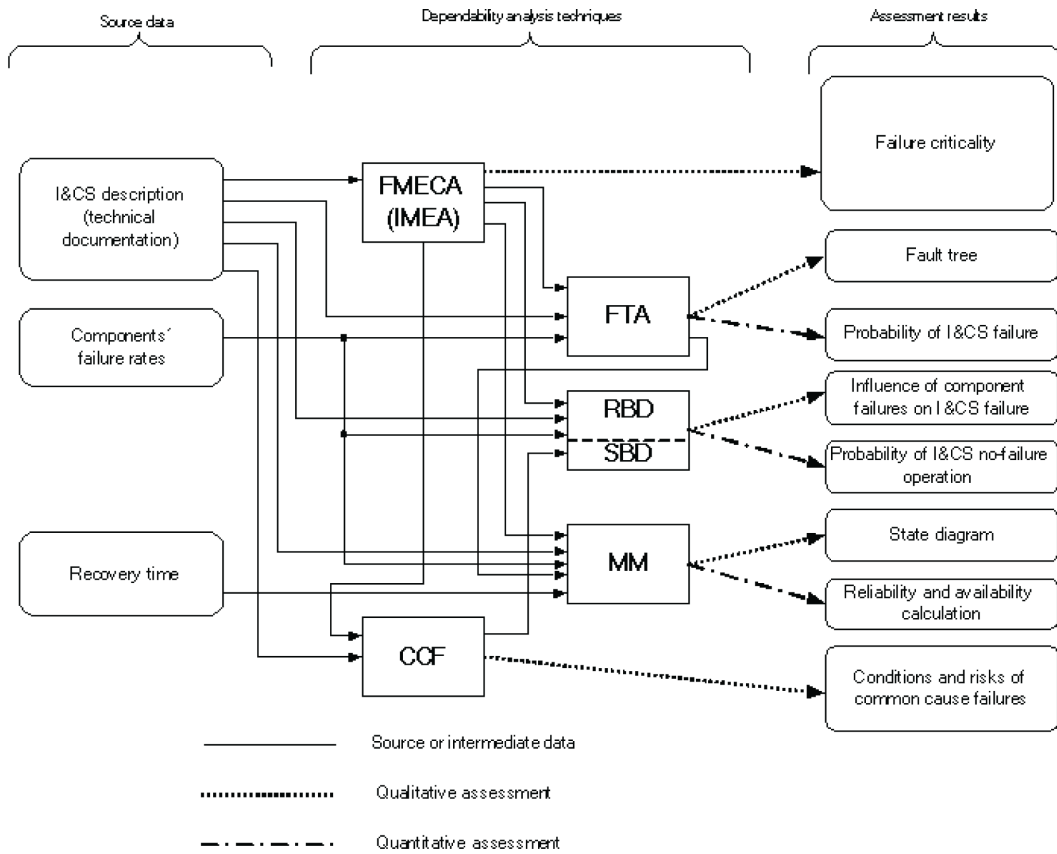 Source data
Dependability analysis techniques
Assessment results
I&CS description
(technical
documentation)
Components´
failure rates
Recovery time
FMECA
(IMEA)
FTA
RBD
SBD
MM
CCF
Failure criticality
Fault tree
Probability of I&CS failure
Influence of component
failures on I&CS failure
Probability of I&CS no-failure
operation
State diagram
Reliability and availability
calculation
Conditions and risks of
common cause failures
Source or intermediate data
Qualitative assessment
Quantitative assessment